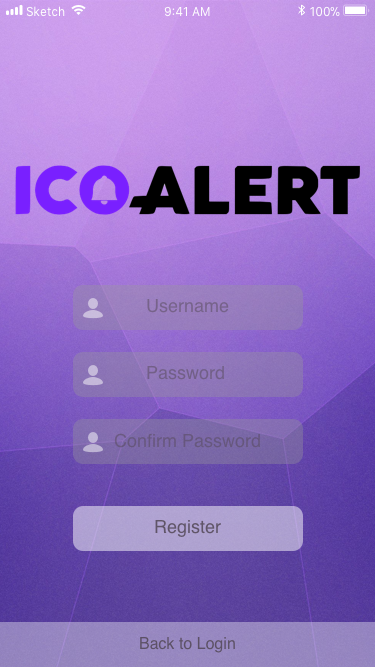 Sketch 9:41 AM 100%
ICOALERT
Username
Password
Confirm Password
Register
Back to Login